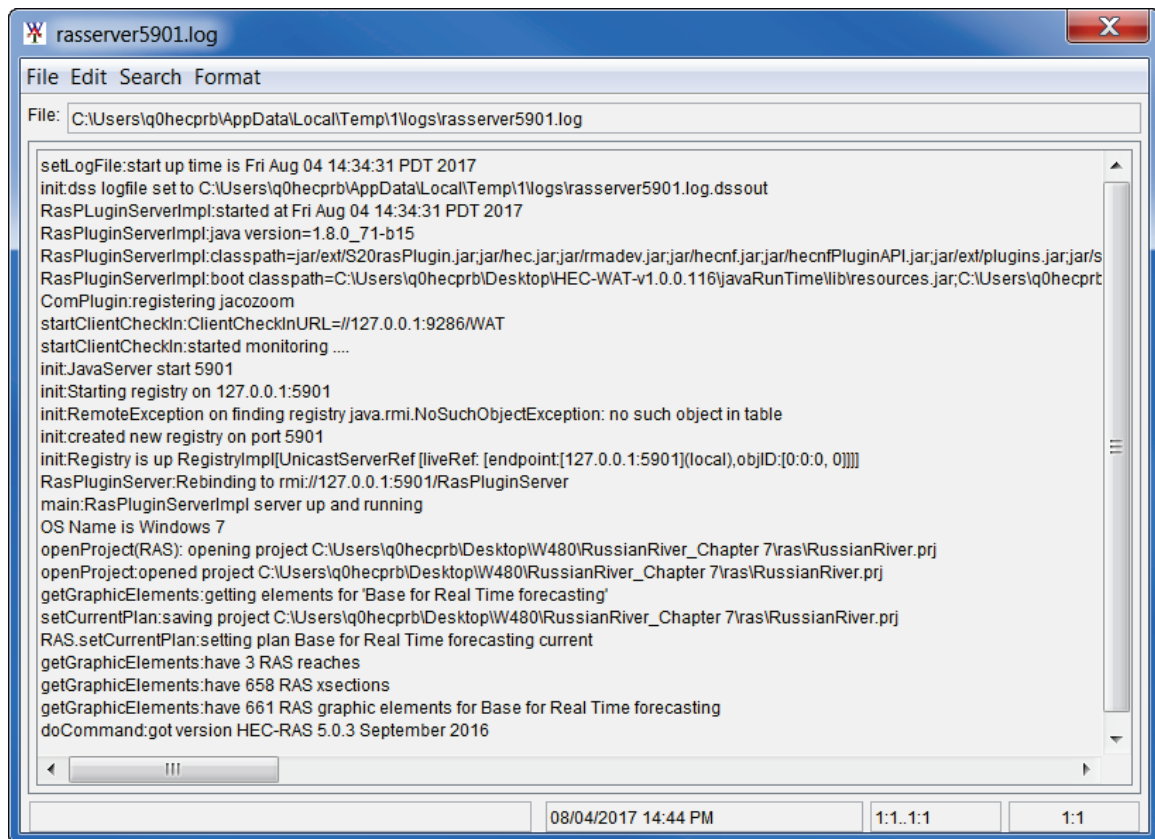 rasserver5901.log
File Edit Search Format
File: C:\Users\q0hecprb\AppData\Local\Temp\1\logs\rasserver5901.log
setLogFile:start up time is Fri Aug 04 14:34:31 PDT 2017
init:dss logfile set to C:\Users\q0hecprb\AppData\Local\Temp\1\logs\rasserver5901.log.dssout
RasPLuginServerImpl:started at Fri Aug 04 14:34:31 PDT 2017
RasPluginServerImpl:java version=1.8.0_71-b15
RasPluginServerImpl:classpath=jar/ext/S20rasPlugin.jar;jar/hec.jar;jar/rmadev.jar;jar/hecnf.jar;jar/hecnfPluginAPI.jar;jar/ext/plugins.jar;jar/s
RasPluginServerImpl:boot classpath=C:\Users\q0hecprb\Desktop\HEC-WAT-v1.0.0.116\javaRunTime\lib\resources.jar;C:\Users\q0hecprb
ComPlugin:registering jacozoom
startClientCheckIn:ClientCheckInURL=//127.0.0.1:9286/WAT
startClientCheckIn:started monitoring ....
init:JavaServer start 5901
init:Starting registry on 127.0.0.1:5901
init:RemoteException on finding registry java.rmi.NoSuchObjectException: no such object in table
init:created new registry on port 5901
init:Registry is up RegistryImpl[UnicastServerRef [liveRef: [endpoint:[127.0.0.1:5901](local),objID:[0:0:0, 0]]]]
RasPluginServer:Rebinding to rmi://127.0.0.1:5901/RasPluginServer
main:RasPluginServerImpl server up and running
OS Name is Windows 7
openProject(RAS): opening project C:\Users\q0hecprb\Desktop\W480\RussianRiver_Chapter 7\ras\RussianRiver.prj
openProject:opened project C:\Users\q0hecprb\Desktop\W480\RussianRiver_Chapter 7\ras\RussianRiver.prj
getGraphicElements:getting elements for 'Base for Real Time forecasting'
setCurrentPlan:saving project C:\Users\q0hecprb\Desktop\W480\RussianRiver_Chapter 7\ras\RussianRiver.prj
RAS.setCurrentPlan:setting plan Base for Real Time forecasting current
getGraphicElements:have 3 RAS reaches
getGraphicElements:have 658 RAS xsections
getGraphicElements:have 661 RAS graphic elements for Base for Real Time forecasting
doCommand:got version HEC-RAS 5.0.3 September 2016
08/04/2017 14:44 PM 1:1..1:1 1:1